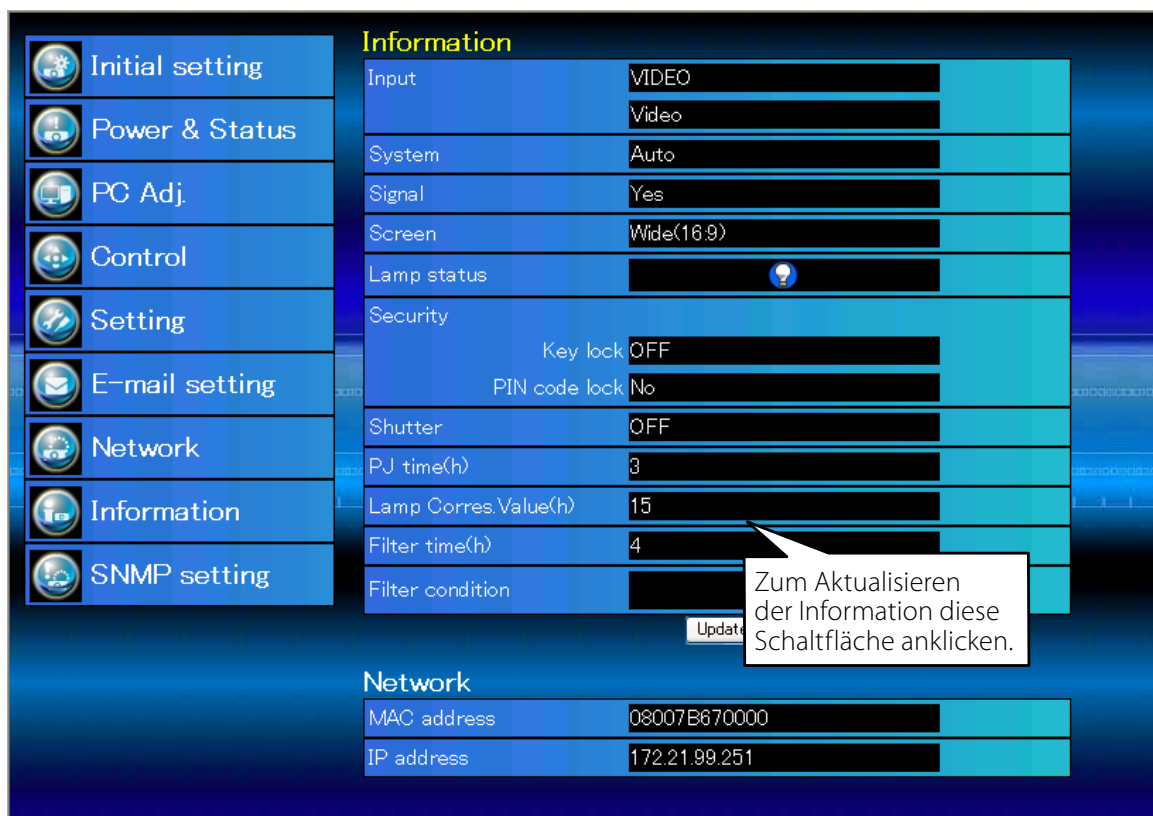 Initial setting
Power & Status
PC Adj.
Control
Setting
E-mail setting
Network
Information
SNMP setting
Information
Input VIDEO
Video
System Auto
Signal Yes
Screen Wide(16:9)
Lamp status
Security
Key lock OFF
PIN code lock No
Shutter OFF
PJ time(h) 3
Lamp Corres.Value(h) 15
Filter time(h) 4
Filter condition
Update
Zum Aktualisieren
der Information diese
Schaltfläche anklicken.
Network
MAC address 08007B670000
IP address 172.21.99.251